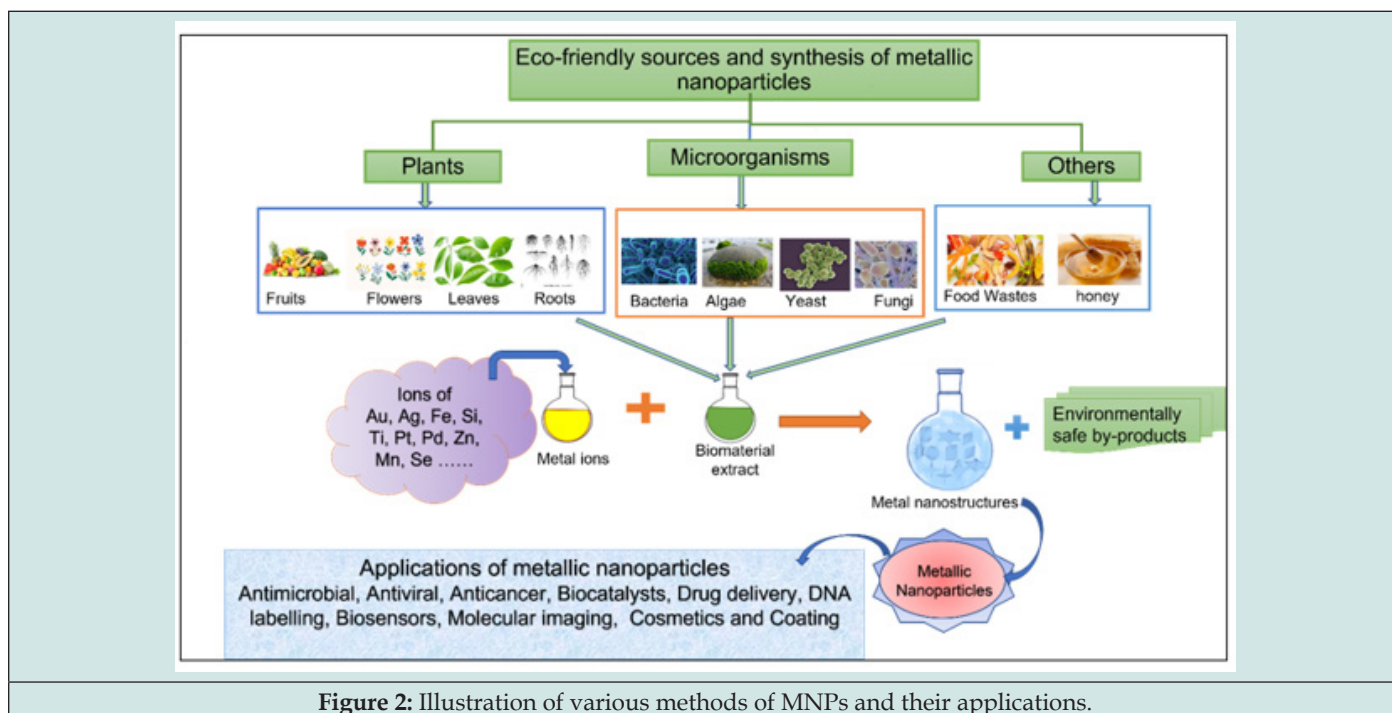 Eco-friendly sources and synthesis of metallic
nanoparticles
Plants
Microorganisms
Others
Fruits
Flowers
Leaves
Roots
Bacteria
Algae
Yeast
Fungi
Food Wastes
honey
Ions of
Au, Ag, Fe, Si,
Ti, Pt, Pd, Zn,
Mn, Se ......
Metal ions
Biomaterial
extract
Metal nanostructures
Environmentally
safe by-products
Metallic
Nanoparticles
Applications of metallic nanoparticles
Antimicrobial, Antiviral, Anticancer, Biocatalysts, Drug delivery, DNA
labelling, Biosensors, Molecular imaging, Cosmetics and Coating
Figure 2: Illustration of various methods of MNPs and their applications.